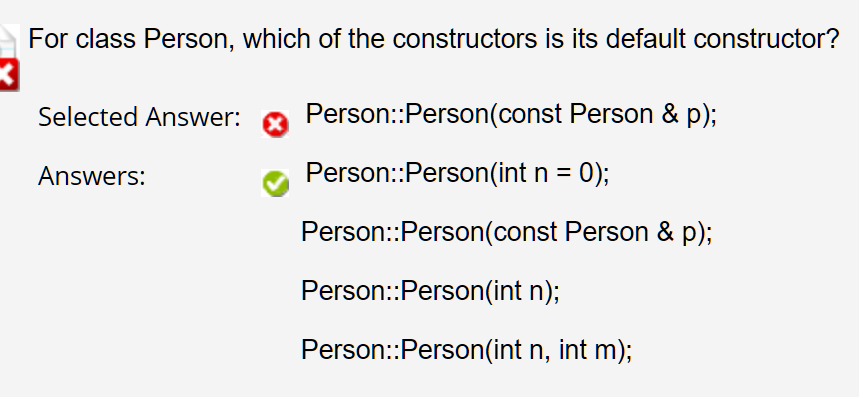 For class Person, which of the constructors is its default constructor?
Selected Answer: Person::Person(const Person & p);
Answers: Person::Person(int n = 0);
Person::Person(const Person & p);
Person::Person(int n);
Person::Person(int n, int m);